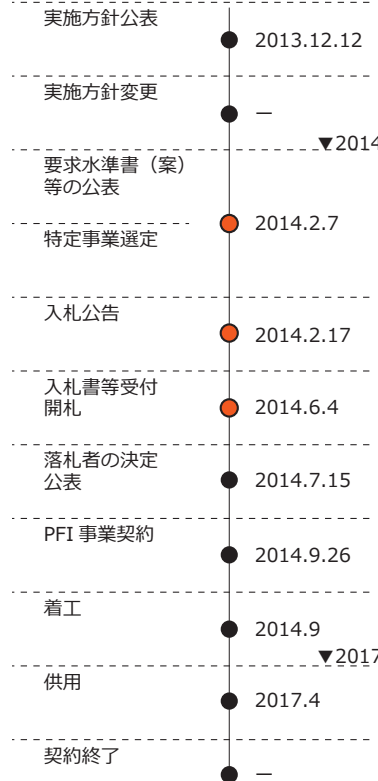 実施方針公表
2013.12.12
実施方針変更
—
▼2014
要求水準書（案）
等の公表
2014.2.7
特定事業選定
入札公告
2014.2.17
入札書等受付
開札
2014.6.4
落札者の決定
公表
2014.7.15
PFI 事業契約
2014.9.26
着工
2014.9
▼2017
供用
2017.4
契約終了
—